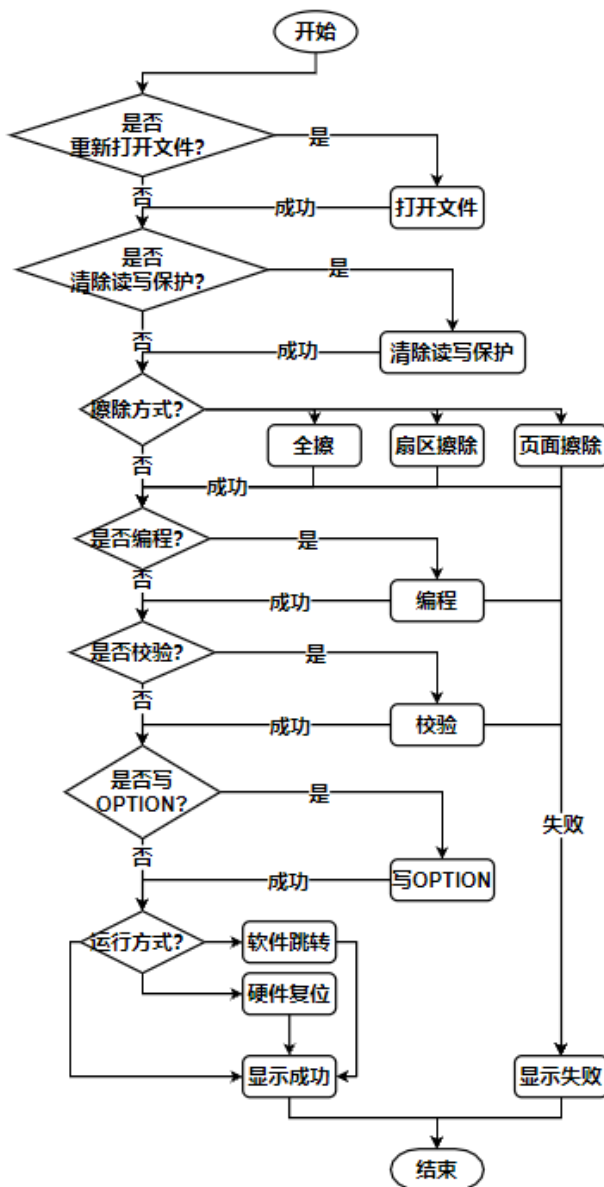 开始
是否
重新打开文件?
是
否
成功
打开文件
是否
清除读写保护?
是
否
成功
清除读写保护
擦除方式?
全擦
扇区擦除
页面擦除
否
成功
是否编程?
是
否
成功
编程
是否校验?
是
否
成功
校验
是否写
OPTION?
是
失败
否
成功
写OPTION
运行方式?
软件跳转
硬件复位
显示成功
显示失败
结束